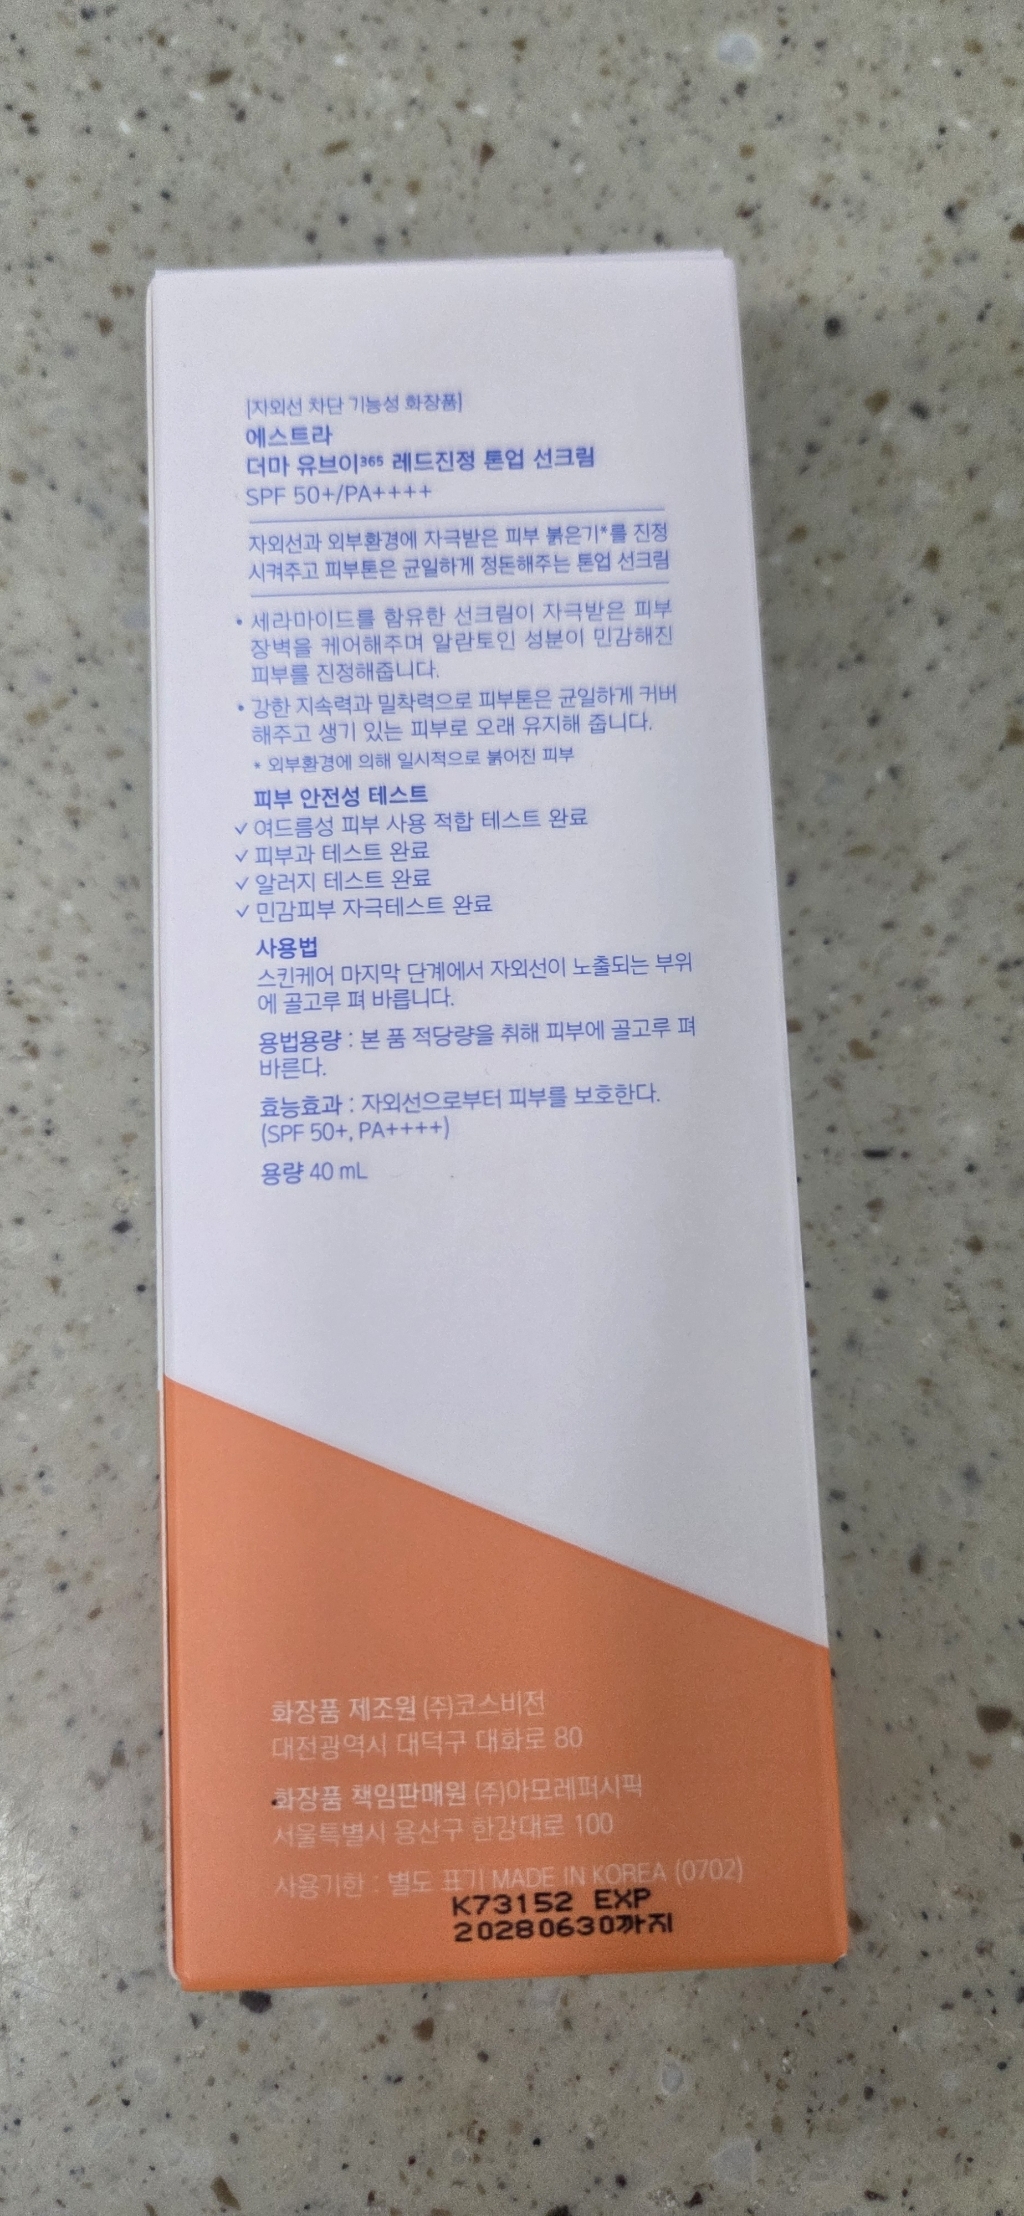 [자외선 차단 기능성 화장품]
에스트라
더마 유브이365 레드진정 톤업 선크림
SPF 50+/PA++++
자외선과 외부환경에 자극받은 피부 붉은기*를 진정
시켜주고 피부톤은 균일하게 정돈해주는 톤업 선크림
• 세라마이드를 함유한 선크림이 자극받은 피부
장벽을 케어해주며 알란토인 성분이 민감해진
피부를 진정해줍니다.
• 강한 지속력과 밀착력으로 피부톤은 균일하게 커버
해주고 생기 있는 피부로 오래 유지해 줍니다.
* 외부환경에 의해 일시적으로 붉어진 피부
피부 안전성 테스트
✓ 여드름성 피부 사용 적합 테스트 완료
✓ 피부과 테스트 완료
✓ 알러지 테스트 완료
✓ 민감피부 자극테스트 완료
사용법
스킨케어 마지막 단계에서 자외선이 노출되는 부위
에 골고루 펴 바릅니다.
용법용량 : 본 품 적당량을 취해 피부에 골고루 펴
바른다.
효능효과 : 자외선으로부터 피부를 보호한다.
(SPF 50+, PA++++)
용량 40 mL
화장품 제조원 (주)코스비전
대전광역시 대덕구 대화로 80
화장품 책임판매원 (주)아모레퍼시픽
서울특별시 용산구 한강대로 100
사용기한 : 별도 표기 MADE IN KOREA (0702)
K73152 EXP
20280630까지